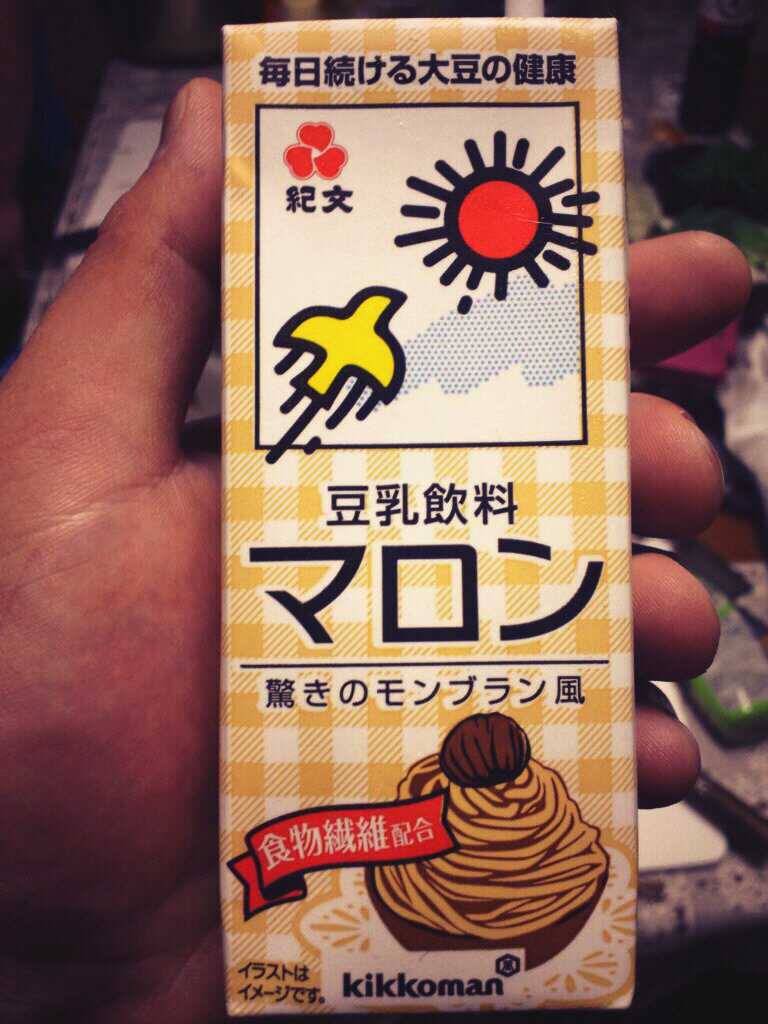 毎日続ける大豆の健康
紀文
豆乳飲料
マロン
驚きのモンブラン風
食物繊維配合
イラストは
イメージです。
kikkoman